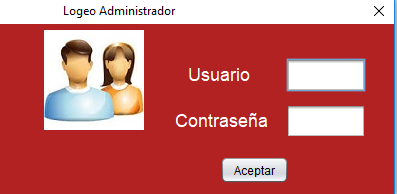 Logeo Administrador
Usuario
Contraseña
Aceptar